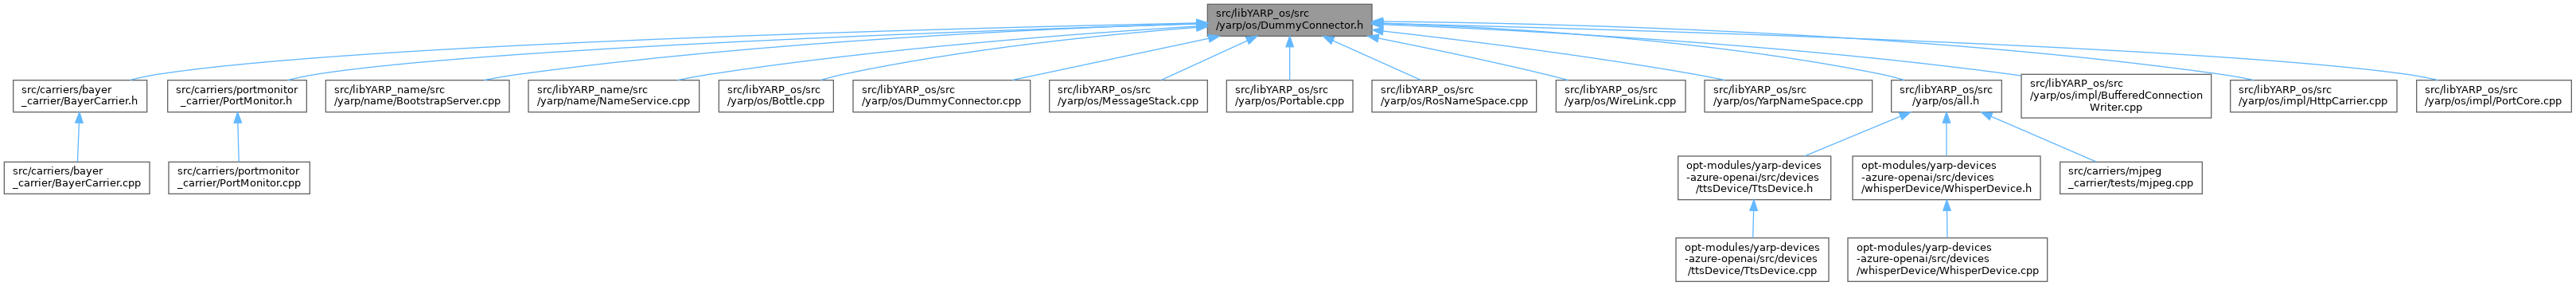 src/libYARP_os/src
/yarp/os/DummyConnector.h
src/carriers/bayer
_carrier/BayerCarrier.h
src/carriers/portmonitor
_carrier/PortMonitor.h
src/libYARP_name/src
/yarp/name/BootstrapServer.cpp
src/libYARP_name/src
/yarp/name/NameService.cpp
src/libYARP_os/src
/yarp/os/Bottle.cpp
src/libYARP_os/src
/yarp/os/DummyConnector.cpp
src/libYARP_os/src
/yarp/os/MessageStack.cpp
src/libYARP_os/src
/yarp/os/Portable.cpp
src/libYARP_os/src
/yarp/os/RosNameSpace.cpp
src/libYARP_os/src
/yarp/os/WireLink.cpp
src/libYARP_os/src
/yarp/os/YarpNameSpace.cpp
src/libYARP_os/src
/yarp/os/all.h
src/libYARP_os/src
/yarp/os/impl/BufferedConnection
Writer.cpp
src/libYARP_os/src
/yarp/os/impl/HttpCarrier.cpp
src/libYARP_os/src
/yarp/os/impl/PortCore.cpp
src/carriers/bayer
_carrier/BayerCarrier.cpp
src/carriers/portmonitor
_carrier/PortMonitor.cpp
opt-modules/yarp-devices
-azure-openai/src/devices
/ttsDevice/TtsDevice.h
opt-modules/yarp-devices
-azure-openai/src/devices
/whisperDevice/WhisperDevice.h
src/carriers/mjpeg
_carrier/tests/mjpeg.cpp
opt-modules/yarp-devices
-azure-openai/src/devices
/ttsDevice/TtsDevice.cpp
opt-modules/yarp-devices
-azure-openai/src/devices
/whisperDevice/WhisperDevice.cpp